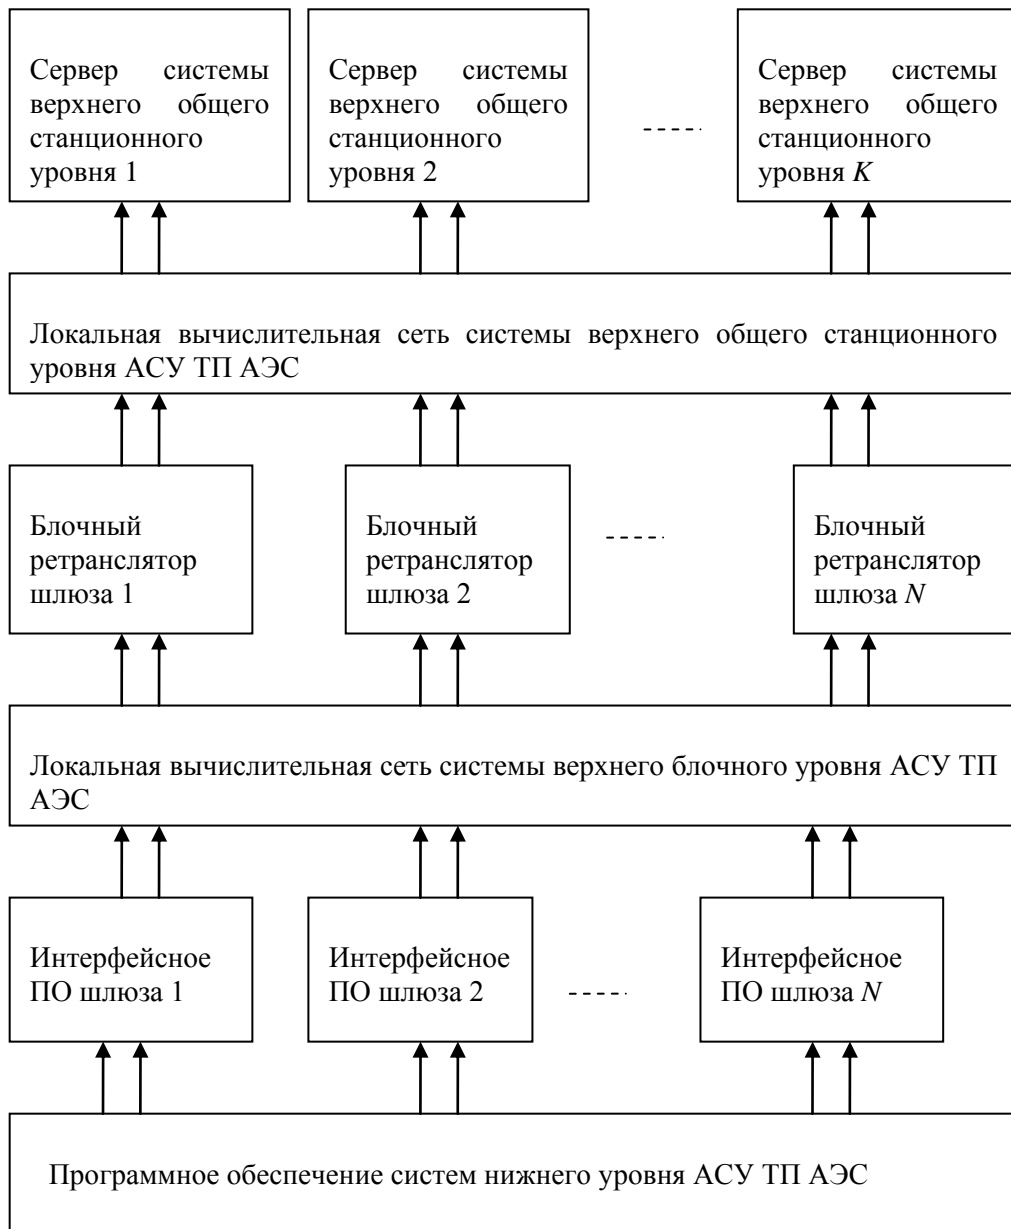 Сервер системы
верхнего общего
станционного
уровня 1
Сервер системы
верхнего общего
станционного
уровня 2
Сервер системы
верхнего общего
станционного
уровня K
Локальная вычислительная сеть системы верхнего общего станционного
уровня АСУ ТП АЭС
Блочный
ретранслятор
шлюза 1
Блочный
ретранслятор
шлюза 2
Блочный
ретранслятор
шлюза N
Локальная вычислительная сеть системы верхнего блочного уровня АСУ ТП
АЭС
Интерфейсное
ПО шлюза 1
Интерфейсное
ПО шлюза 2
Интерфейсное
ПО шлюза N
Программное обеспечение систем нижнего уровня АСУ ТП АЭС